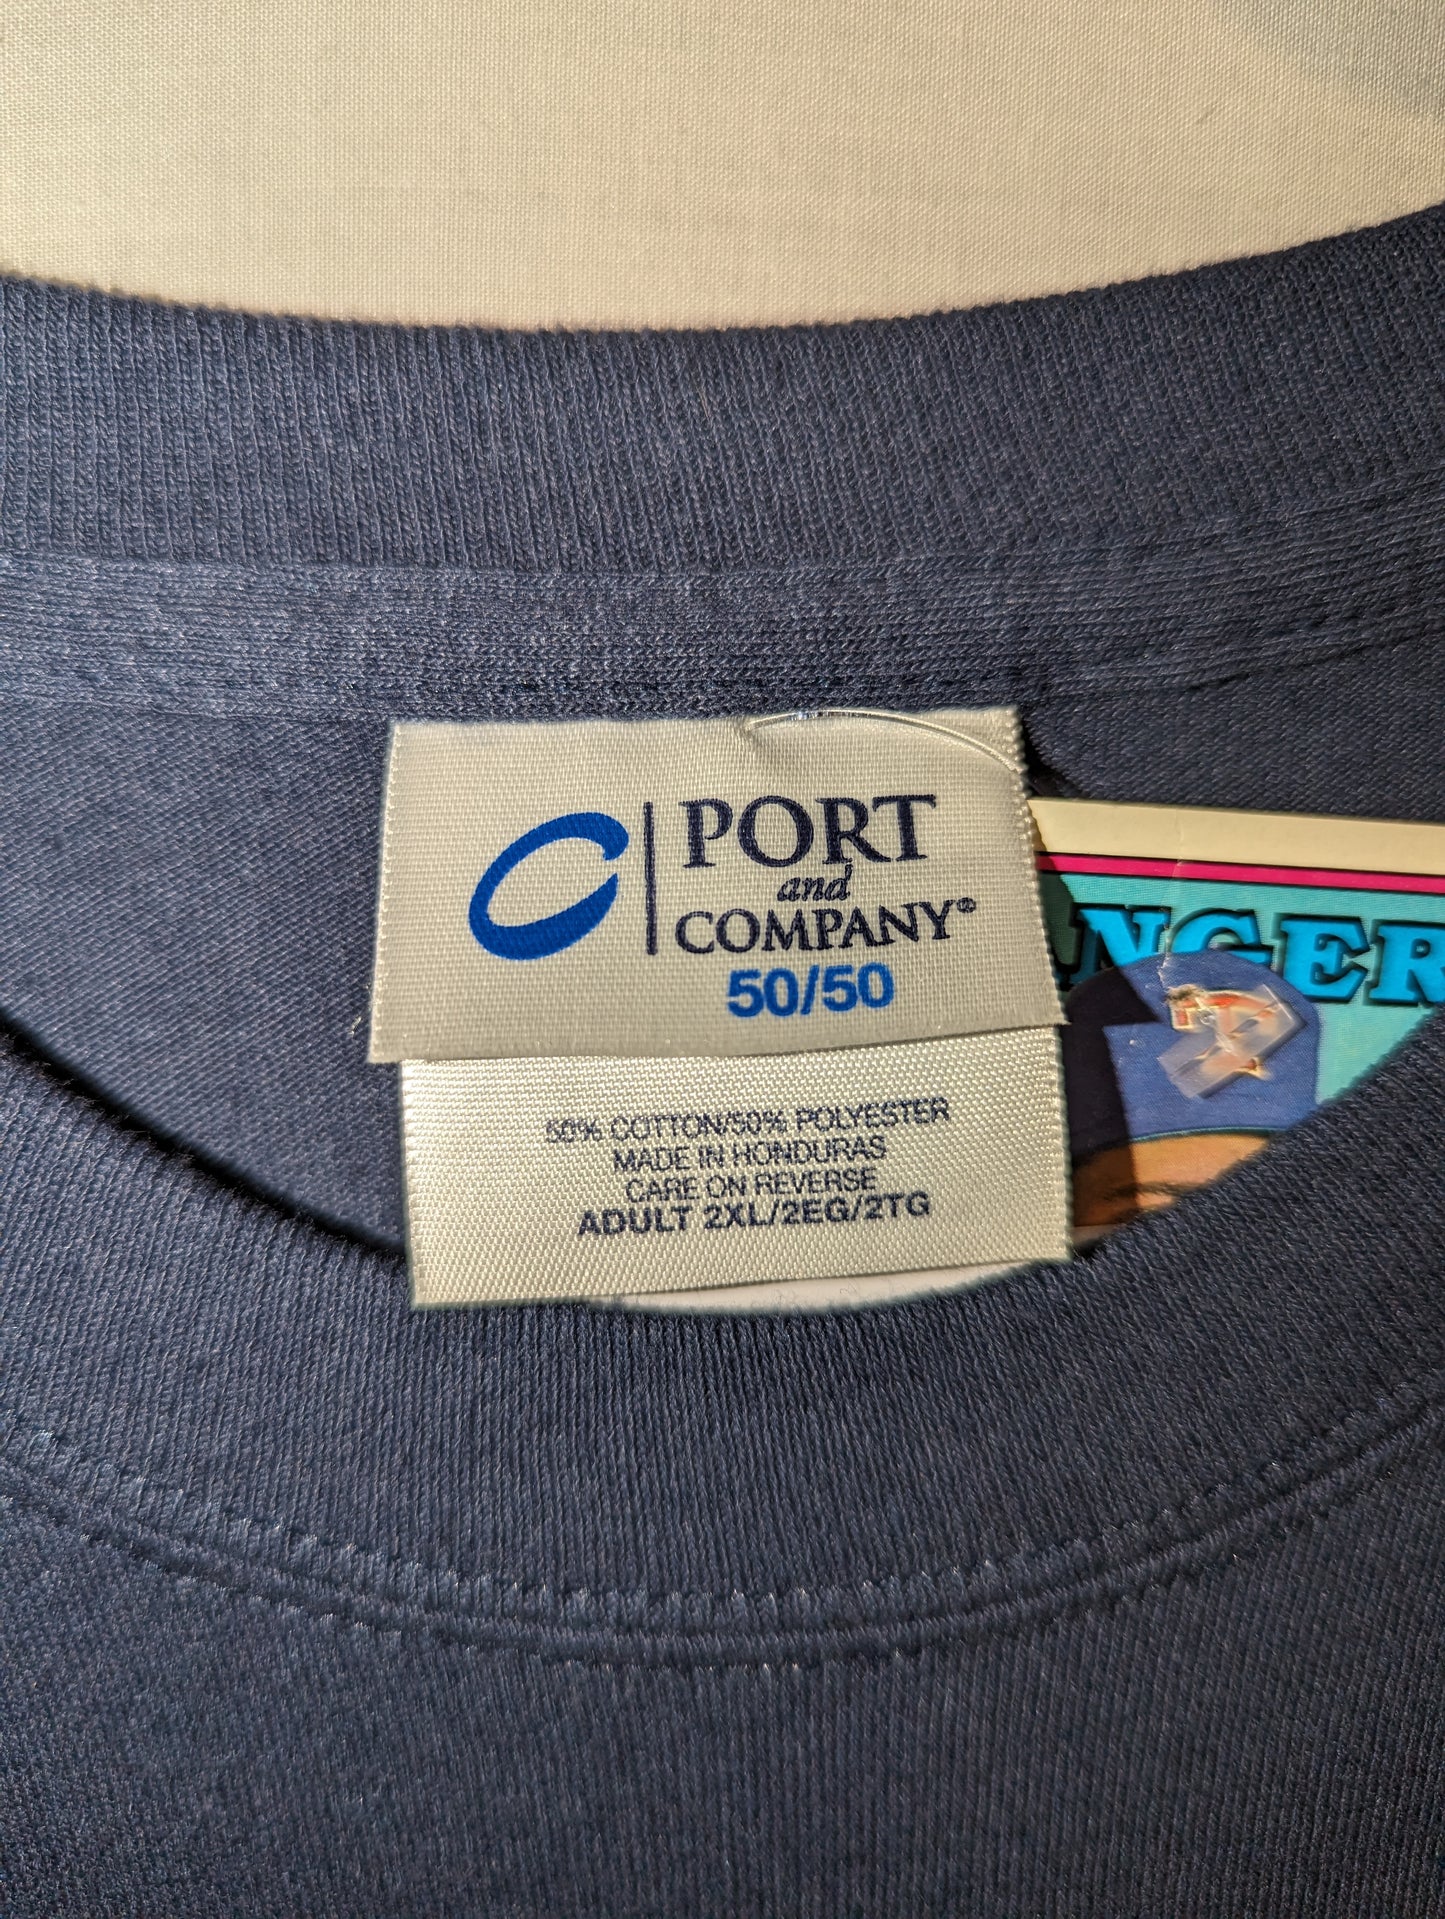 PORT
and
COMPANY®
50/50
50% COTTON/50% POLYESTER
MADE IN HONDURAS
CARE ON REVERSE
ADULT 2XL/2EG/2TG
NGER